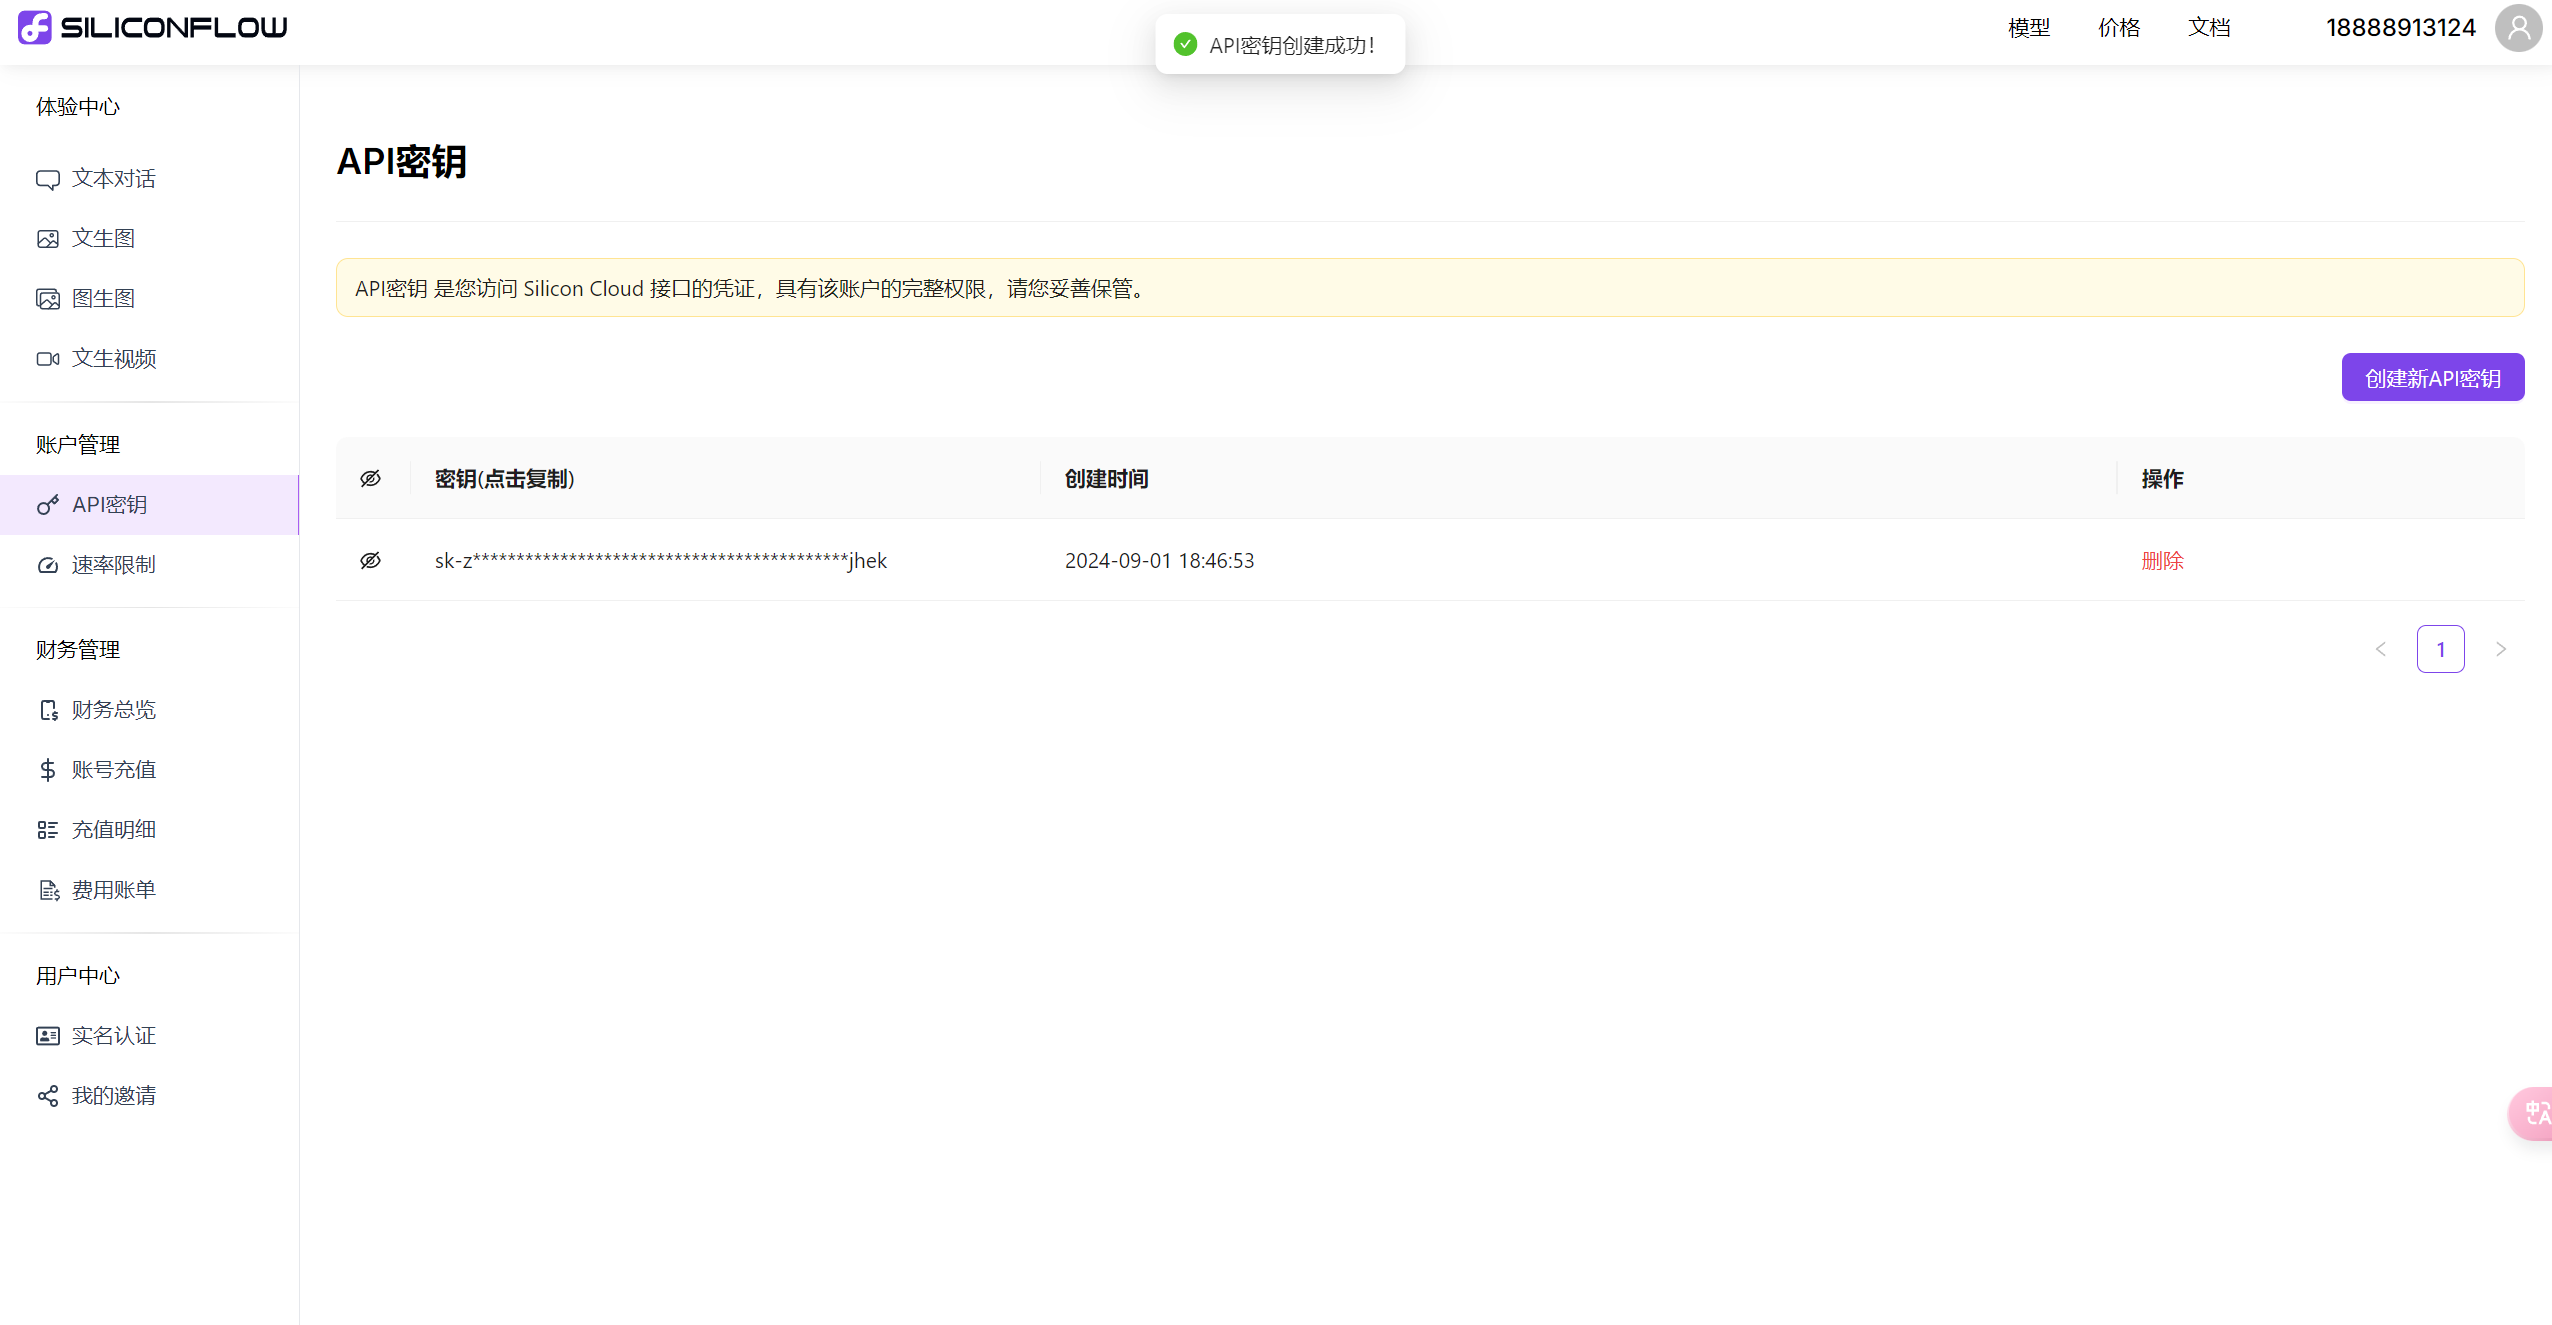 SILICONFLOW
API密钥创建成功！
模型
价格
文档
18888913124
体验中心
文本对话
文生图
图生图
文生视频
账户管理
API密钥
速率限制
财务管理
财务总览
账号充值
充值明细
费用账单
用户中心
实名认证
我的邀请
API密钥
API密钥 是您访问 Silicon Cloud 接口的凭证，具有该账户的完整权限，请您妥善保管。
创建新API密钥
密钥(点击复制) 创建时间 操作
sk-z*******************************************jhek 2024-09-01 18:46:53 删除
1
中A